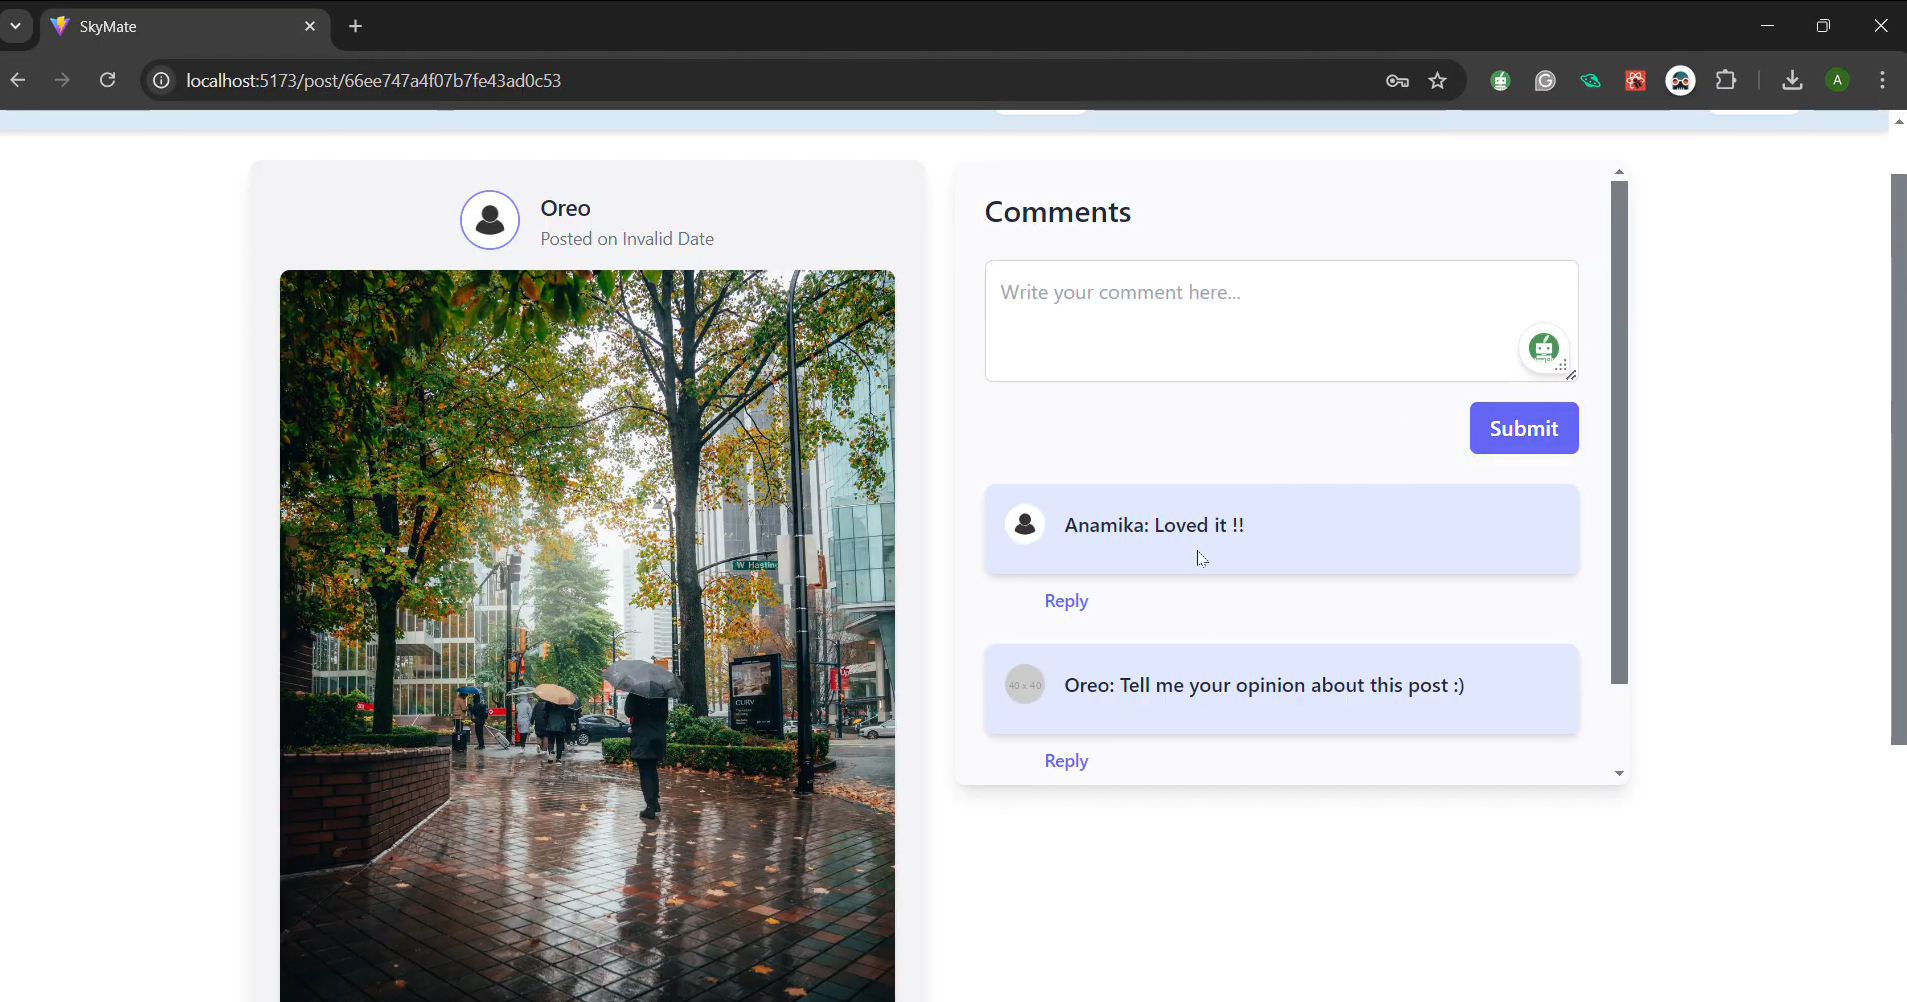 SkyMate
localhost:5173/post/66ee747a4f07b7fe43ad0c53
A
Oreo
Posted on Invalid Date
W Hasting
CURV
Comments
Write your comment here...
Submit
Anamika: Loved it !!
Reply
40 x 40
Oreo: Tell me your opinion about this post :)
Reply